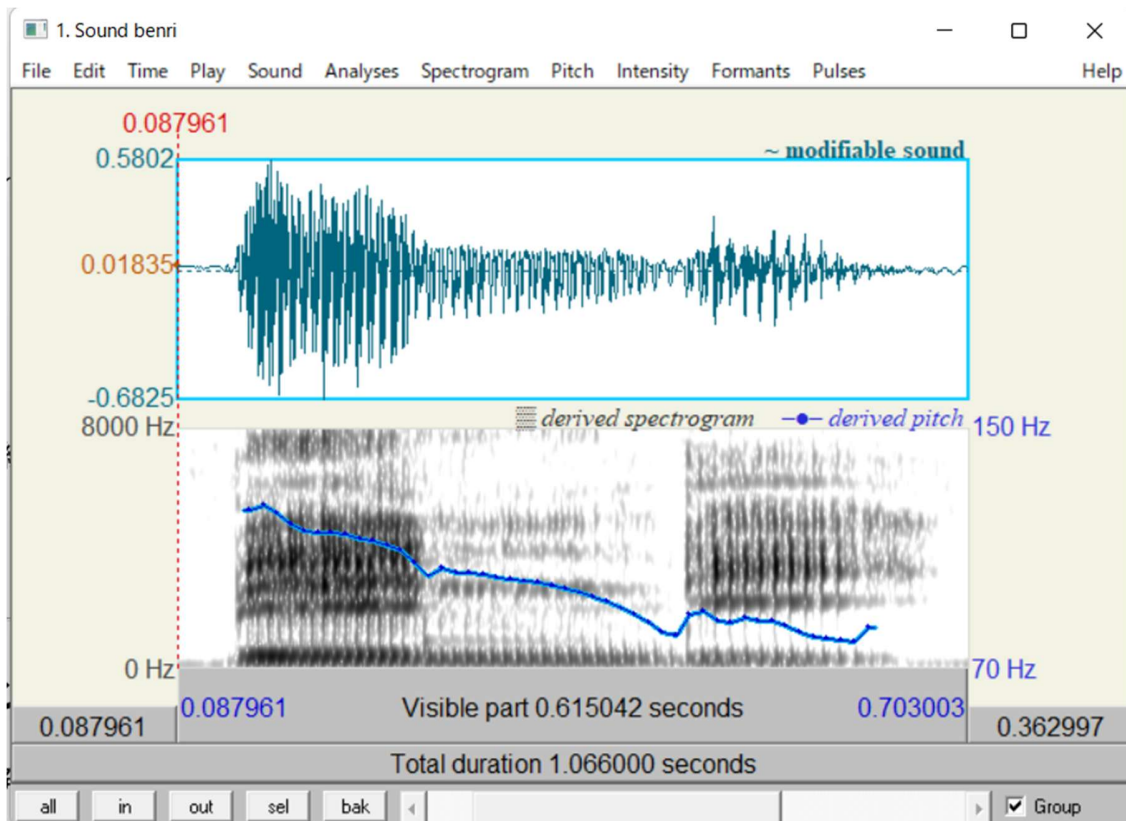 1. Sound benri
File Edit Time Play Sound Analyses Spectrogram Pitch Intensity Formants Pulses Help
0.087961
0.5802
~ modifiable sound
0.01835
-0.6825
8000 Hz
derived spectrogram
derived pitch
150 Hz
0 Hz
70 Hz
0.087961 Visible part 0.615042 seconds 0.703003
0.087961
0.362997
Total duration 1.066000 seconds
all in out sel bak Group